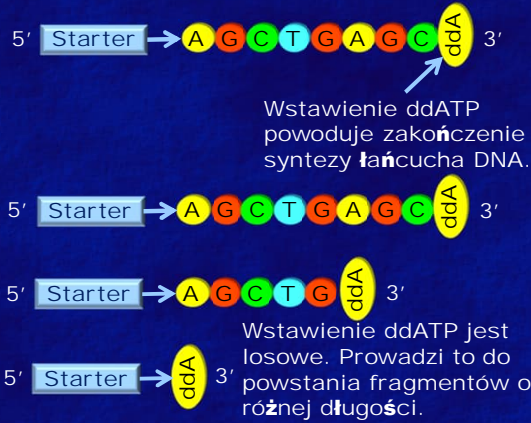 5′ Starter A G C T G A G C ddA 3′
Wstawienie ddATP
powoduje zakończenie
syntezy łańcucha DNA.
5′ Starter A G C T G A G C ddA 3′
5′ Starter A G C T G ddA 3′
Wstawienie ddATP jest
losowe. Prowadzi to do
5′ Starter ddA 3′ powstania fragmentów o
różnej długości.